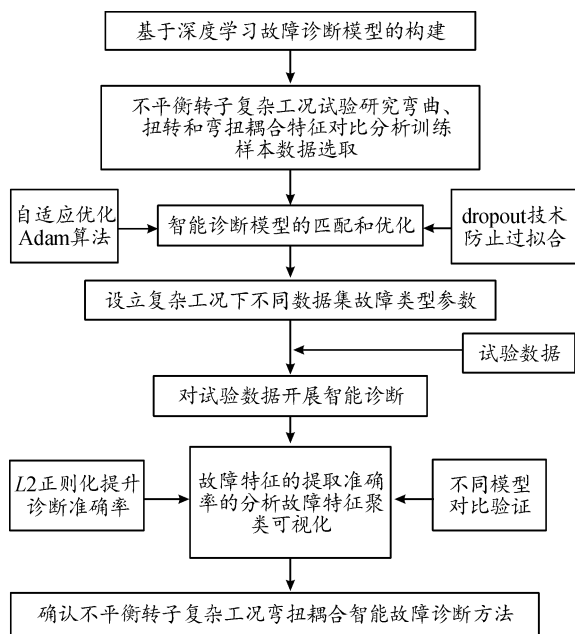 基于深度学习故障诊断模型的构建
不平衡转子复杂工况试验研究弯曲、
扭转和弯扭耦合特征对比分析训练
样本数据选取
自适应优化
Adam算法
智能诊断模型的匹配和优化
dropout技术
防止过拟合
设立复杂工况下不同数据集故障类型参数
试验数据
对试验数据开展智能诊断
L2正则化提升
诊断准确率
故障特征的提取准确
率的分析故障特征聚
类可视化
不同模型
对比验证
确认不平衡转子复杂工况弯扭耦合智能故障诊断方法